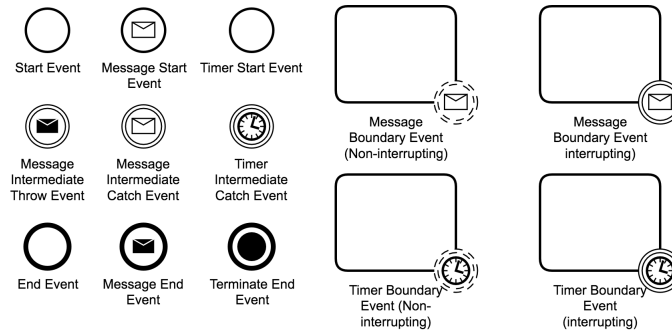 Start Event
Message Start
Event
Timer Start Event
Message
Boundary Event
(Non-interrupting)
Message
Boundary Event
interrupting)
Message
Intermediate
Throw Event
Message
Intermediate
Catch Event
Timer
Intermediate
Catch Event
End Event
Message End
Event
Terminate End
Event
Timer Boundary
Event (Non-
interrupting)
Timer Boundary
Event
(interrupting)